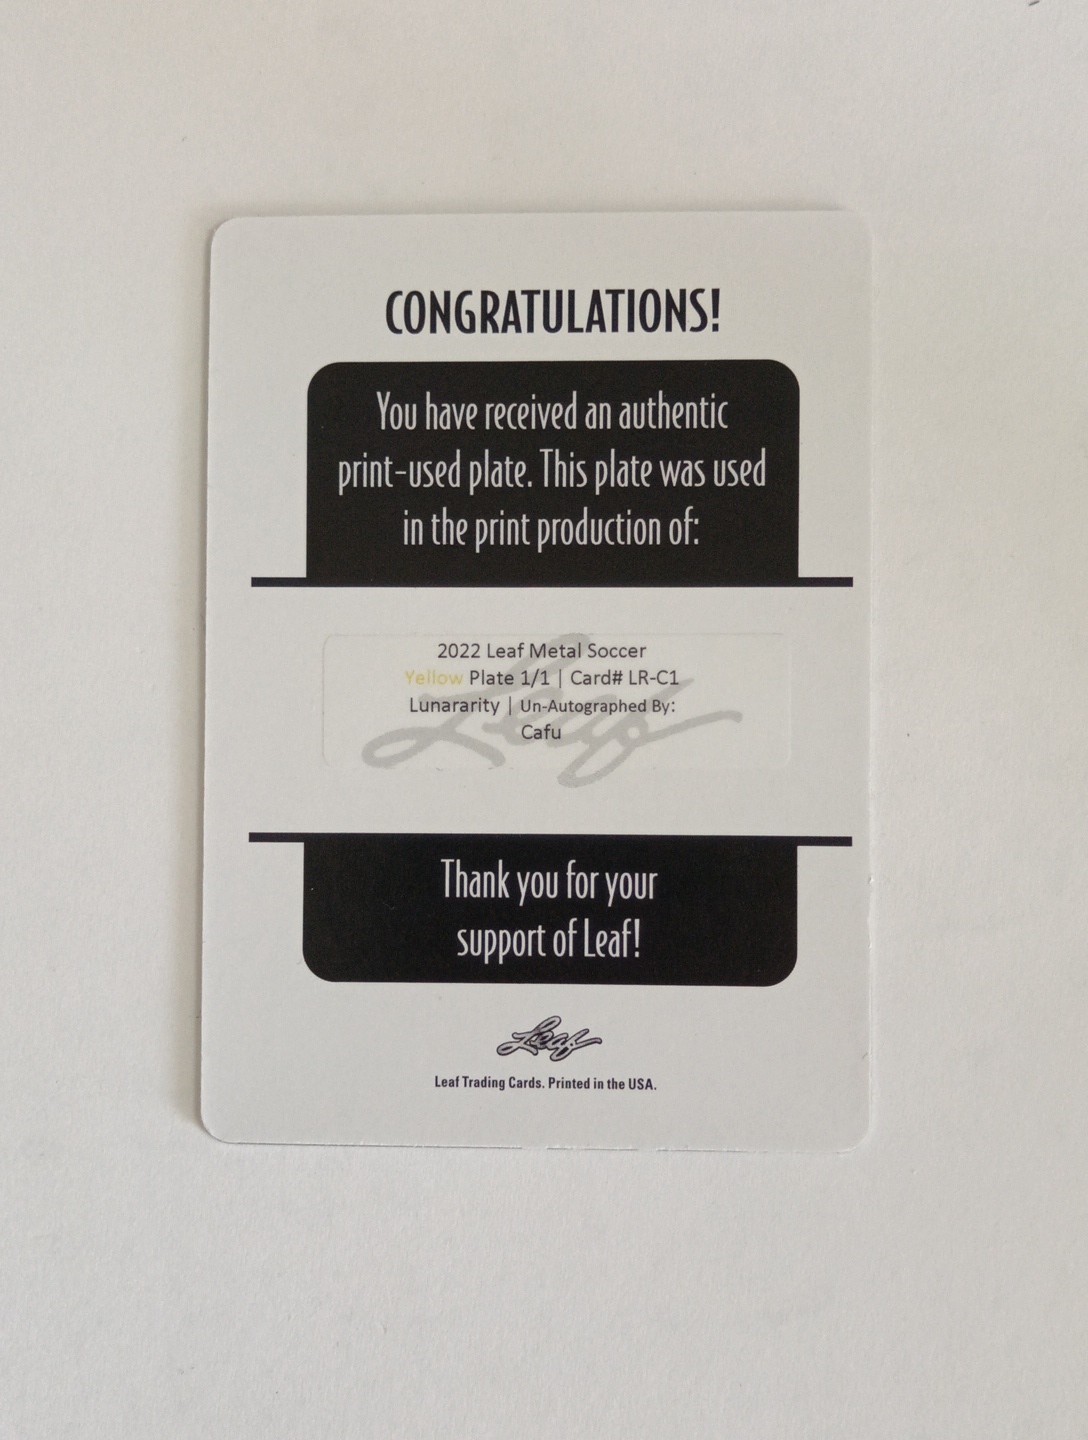 CONGRATULATIONS!
You have received an authentic
print-used plate. This plate was used
in the print production of:
2022 Leaf Metal Soccer
Yellow Plate 1/1 | Card# LR-C1
Lunararity | Un-Autographed By:
Cafu
Leaf
Thank you for your
support of Leaf!
Leaf
Leaf Trading Cards. Printed in the USA.